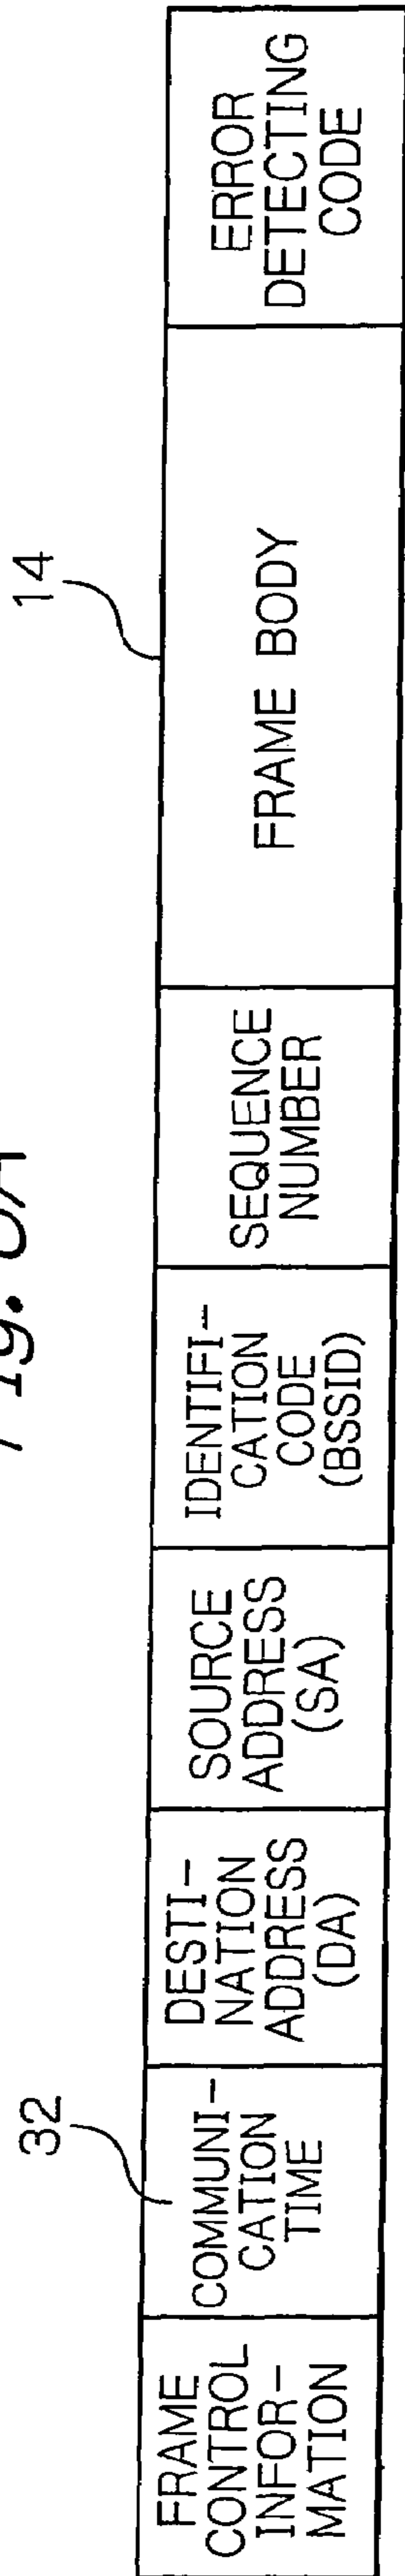 Fig.
32
14
FRAME
CONTROL
INFOR-
MATION
COMMUNI-
CATION
TIME
DESTI-
NATION
ADDRESS
(DA)
SOURCE
ADDRESS
(SA)
IDENTIFI-
CATION
CODE
(BSSID)
SEQUENCE
NUMBER
FRAME BODY
ERROR
DETECTING
CODE